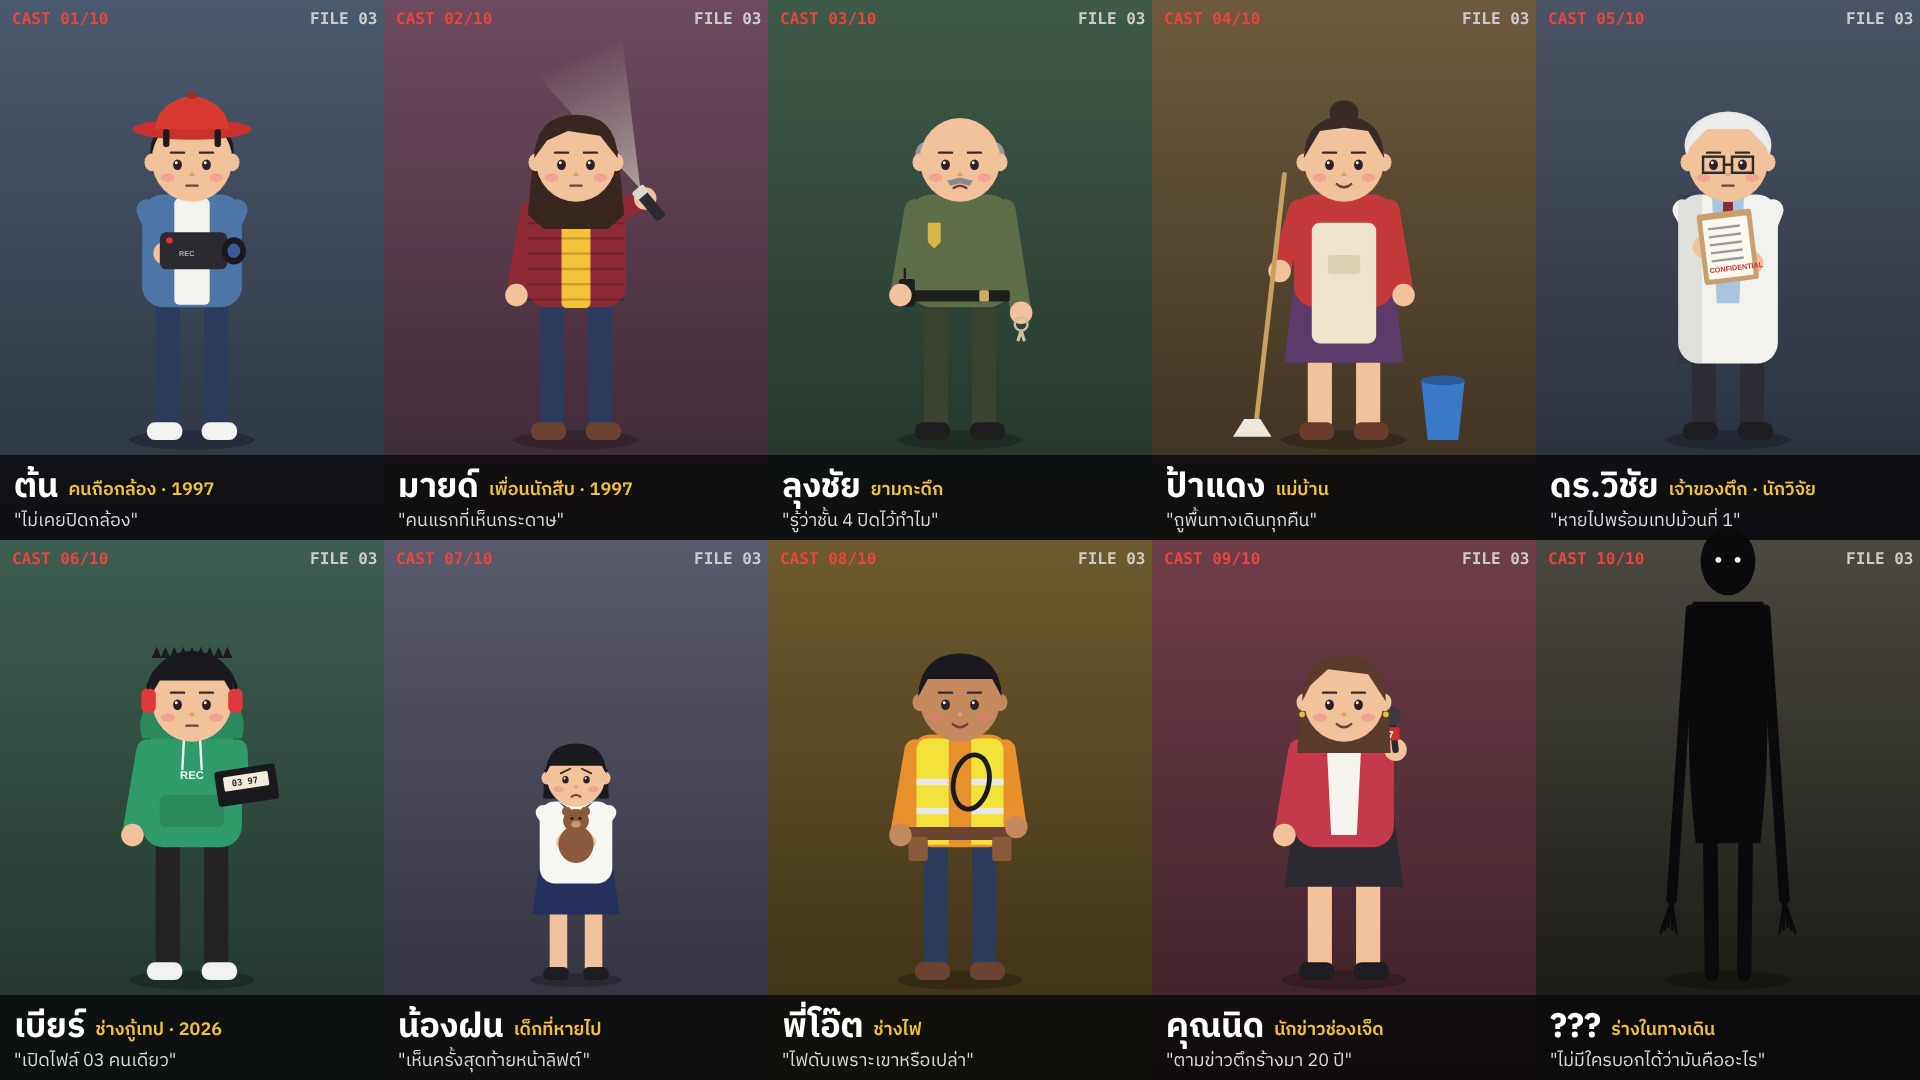 CAST 01/10 FILE 03
REC
ต้น คนถือกล้อง · 1997
"ไม่เคยปิดกล้อง"
CAST 02/10 FILE 03
มายด์ เพื่อนนักสืบ · 1997
"คนแรกที่เห็นกระดาษ"
CAST 03/10 FILE 03
ลุงชัย ยามกะดึก
"รู้ว่าชั้น 4 ปิดไว้ทำไม"
CAST 04/10 FILE 03
ป้าแดง แม่บ้าน
"ถูพื้นทางเดินทุกคืน"
CAST 05/10 FILE 03
CONFIDENTIAL
ดร.วิชัย เจ้าของตึก · นักวิจัย
"หายไปพร้อมเทปม้วนที่ 1"
CAST 06/10 FILE 03
REC
03 97
เบียร์ ช่างกู้เทป · 2026
"เปิดไฟล์ 03 คนเดียว"
CAST 07/10 FILE 03
น้องฝน เด็กที่หายไป
"เห็นครั้งสุดท้ายหน้าลิฟต์"
CAST 08/10 FILE 03
พี่โอ๊ต ช่างไฟ
"ไฟดับเพราะเขาหรือเปล่า"
CAST 09/10 FILE 03
7
คุณนิด นักข่าวช่องเจ็ด
"ตามข่าวตึกร้างมา 20 ปี"
CAST 10/10 FILE 03
??? ร่างในทางเดิน
"ไม่มีใครบอกได้ว่ามันคืออะไร"